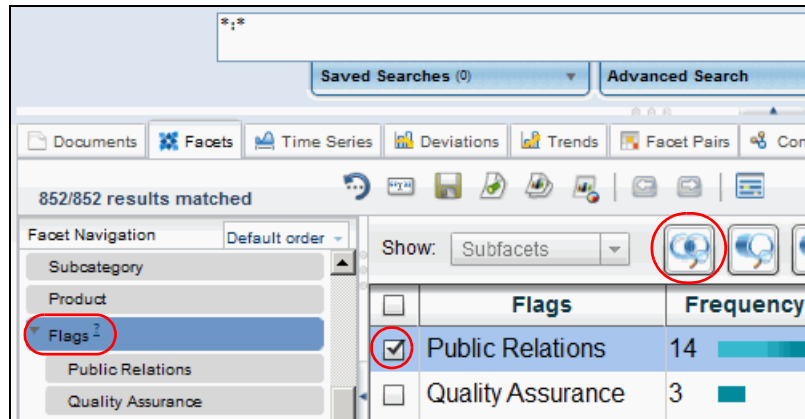 *:*
Saved Searches (0)
Advanced Search
Documents Facets Time Series Deviations Trends Facet Pairs
852/852 results matched
Facet Navigation Default order
Show: Subfacets
Subcategory
Product
Flags Frequency
Flags ?
Public Relations 14
Public Relations
Quality Assurance 3
Quality Assurance